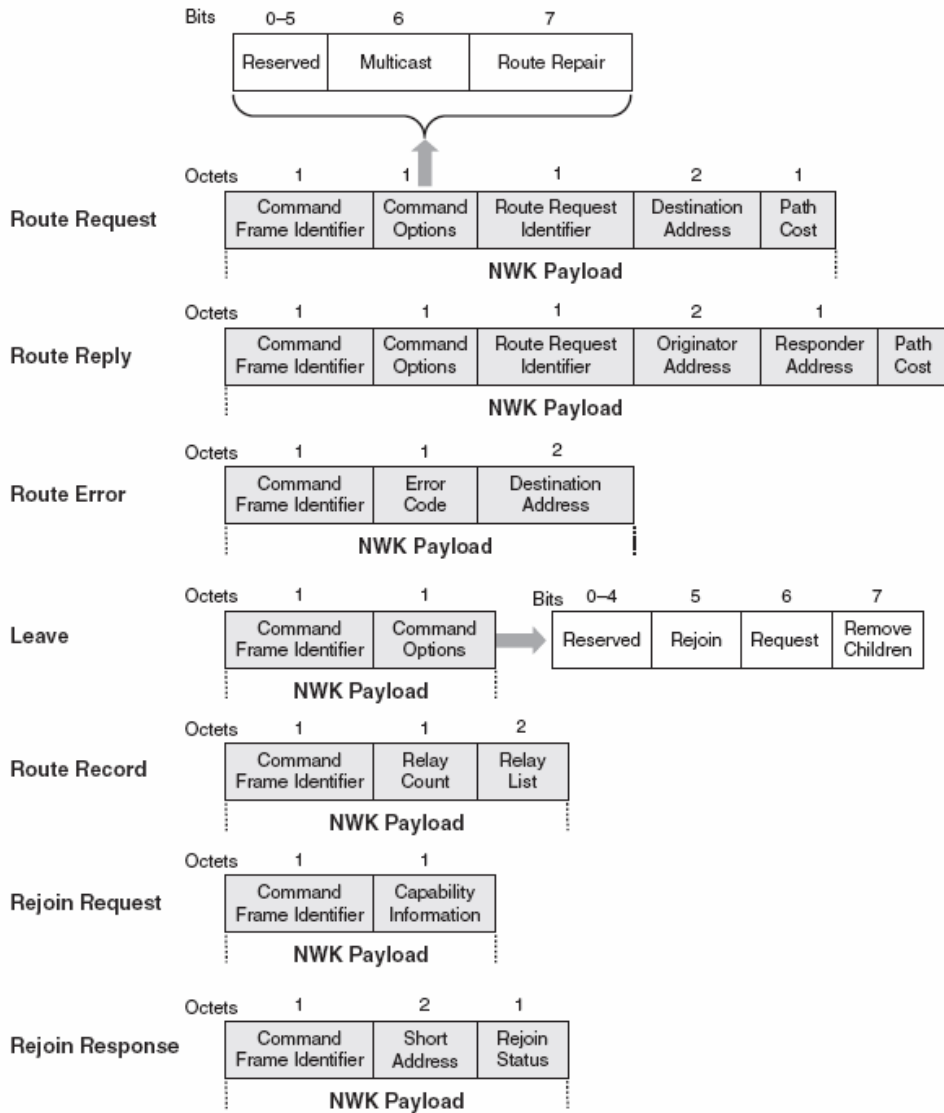 Bits 0–5 6 7
Reserved Multicast Route Repair
Octets 1 1 1 2 1
Route Request
Command Frame Identifier
Command Options
Route Request Identifier
Destination Address
Path Cost
NWK Payload
Octets 1 1 1 2 1
Route Reply
Command Frame Identifier
Command Options
Route Request Identifier
Originator Address
Responder Address
Path Cost
NWK Payload
Octets 1 1 2
Route Error
Command Frame Identifier
Error Code
Destination Address
NWK Payload
Octets 1 1
Leave
Command Frame Identifier
Command Options
NWK Payload
Bits 0–4 5 6 7
Reserved Rejoin Request Remove Children
Octets 1 1 2
Route Record
Command Frame Identifier
Relay Count
Relay List
NWK Payload
Octets 1 1
Rejoin Request
Command Frame Identifier
Capability Information
NWK Payload
Octets 1 2 1
Rejoin Response
Command Frame Identifier
Short Address
Rejoin Status
NWK Payload